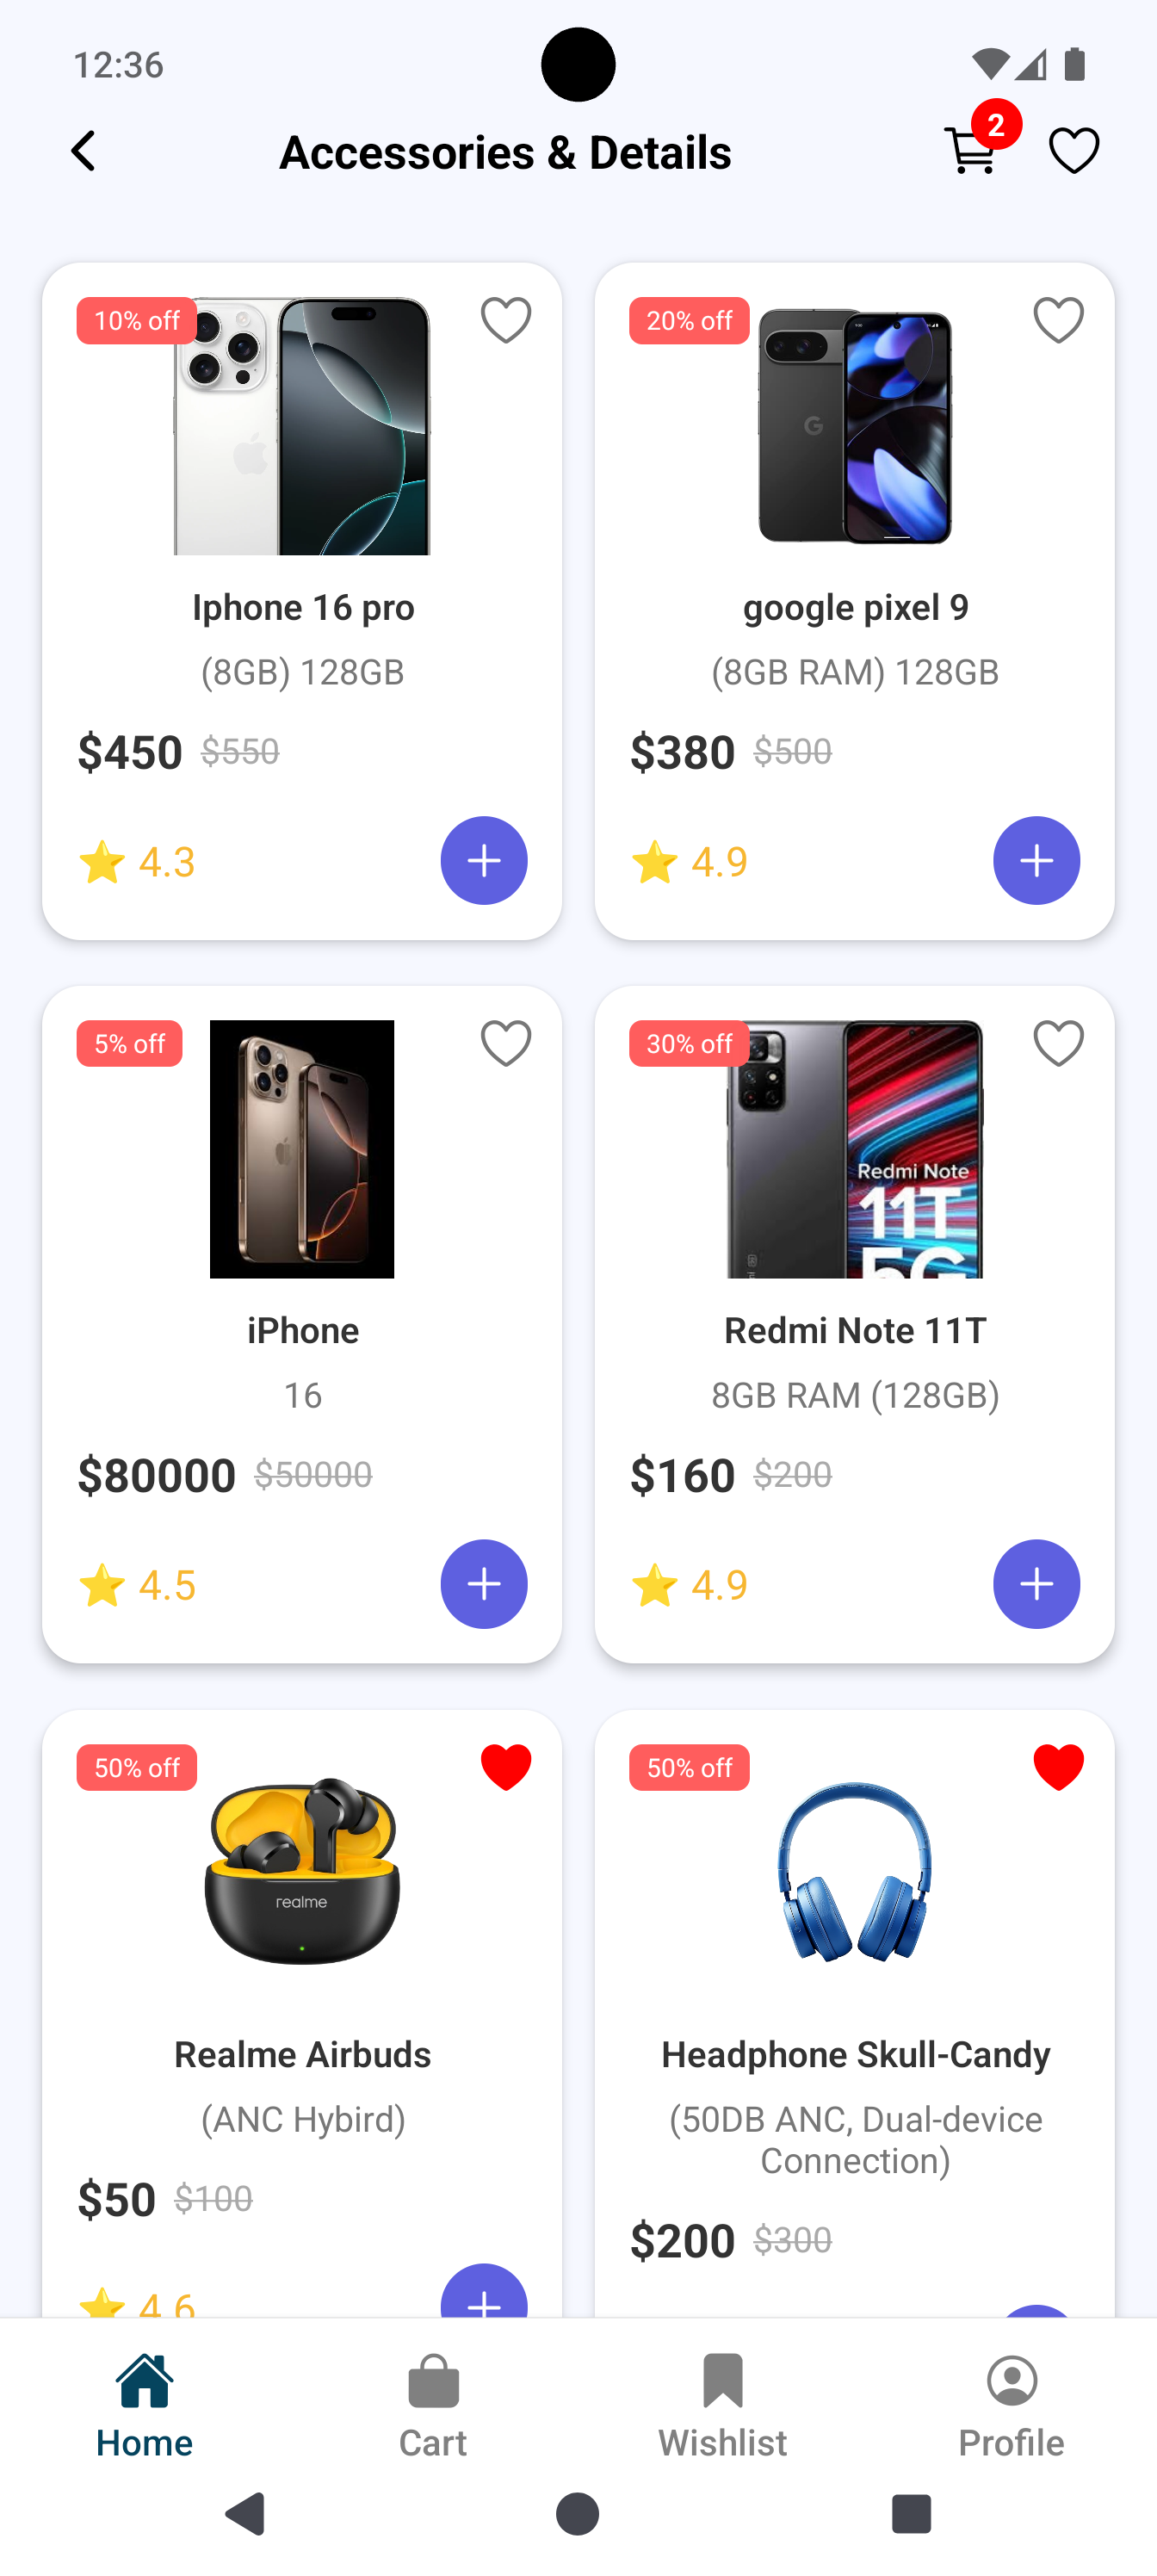 12:36
Accessories & Details
2
10% off
Iphone 16 pro
(8GB) 128GB
$450 $550
4.3
20% off
google pixel 9
(8GB RAM) 128GB
$380 $500
4.9
5% off
iPhone
16
$80000 $50000
4.5
30% off
Redmi Note
11T
5G
Redmi Note 11T
8GB RAM (128GB)
$160 $200
4.9
50% off
realme
Realme Airbuds
(ANC Hybird)
$50 $100
4.6
50% off
Headphone Skull-Candy
(50DB ANC, Dual-device
Connection)
$200 $300
Home
Cart
Wishlist
Profile